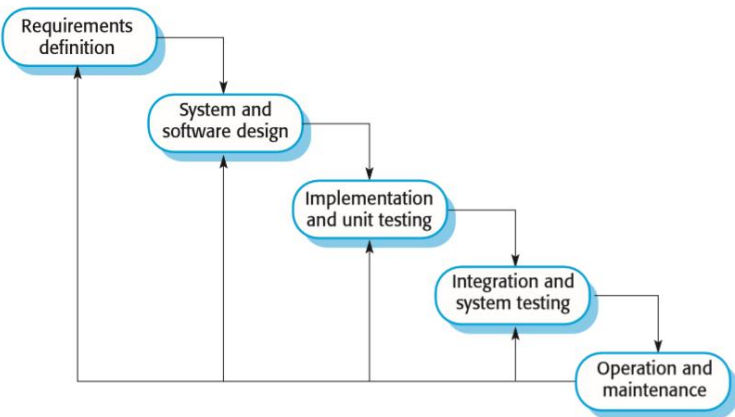 Requirements
definition
System and
software design
Implementation
and unit testing
Integration and
system testing
Operation and
maintenance